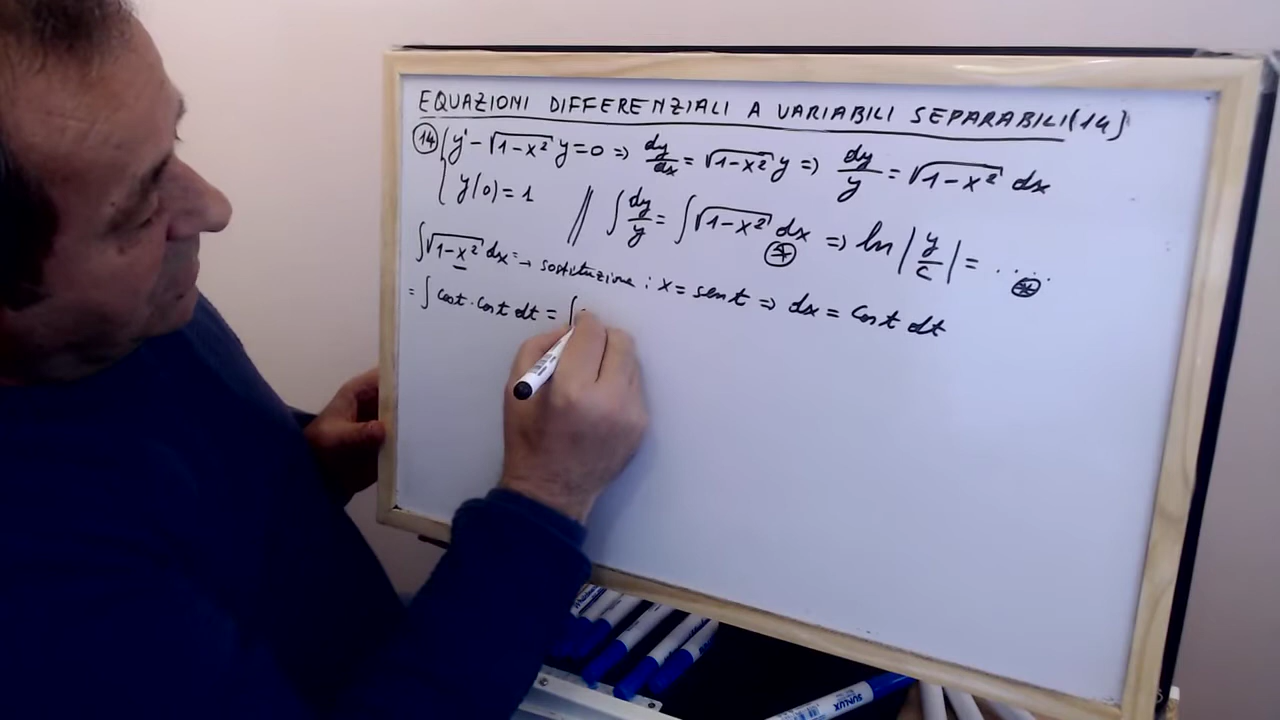 EQUAZIONI DIFFERENZIALI A VARIABILI SEPARABILI (14)
(14) { y' - √(1-x²) y = 0 ⇒ dy/dx = √(1-x²) y ⇒ dy/y = √(1-x²) dx
y(0) = 1 // ∫ dy/y = ∫ √(1-x²) dx ⊛ ⇒ ln |y/c| = ..... ⊛
∫ √(1-x²) dx = → sostituzione : x = sent ⇒ dx = cost dt
= ∫ cost · cost dt = ∫
SUNLUX